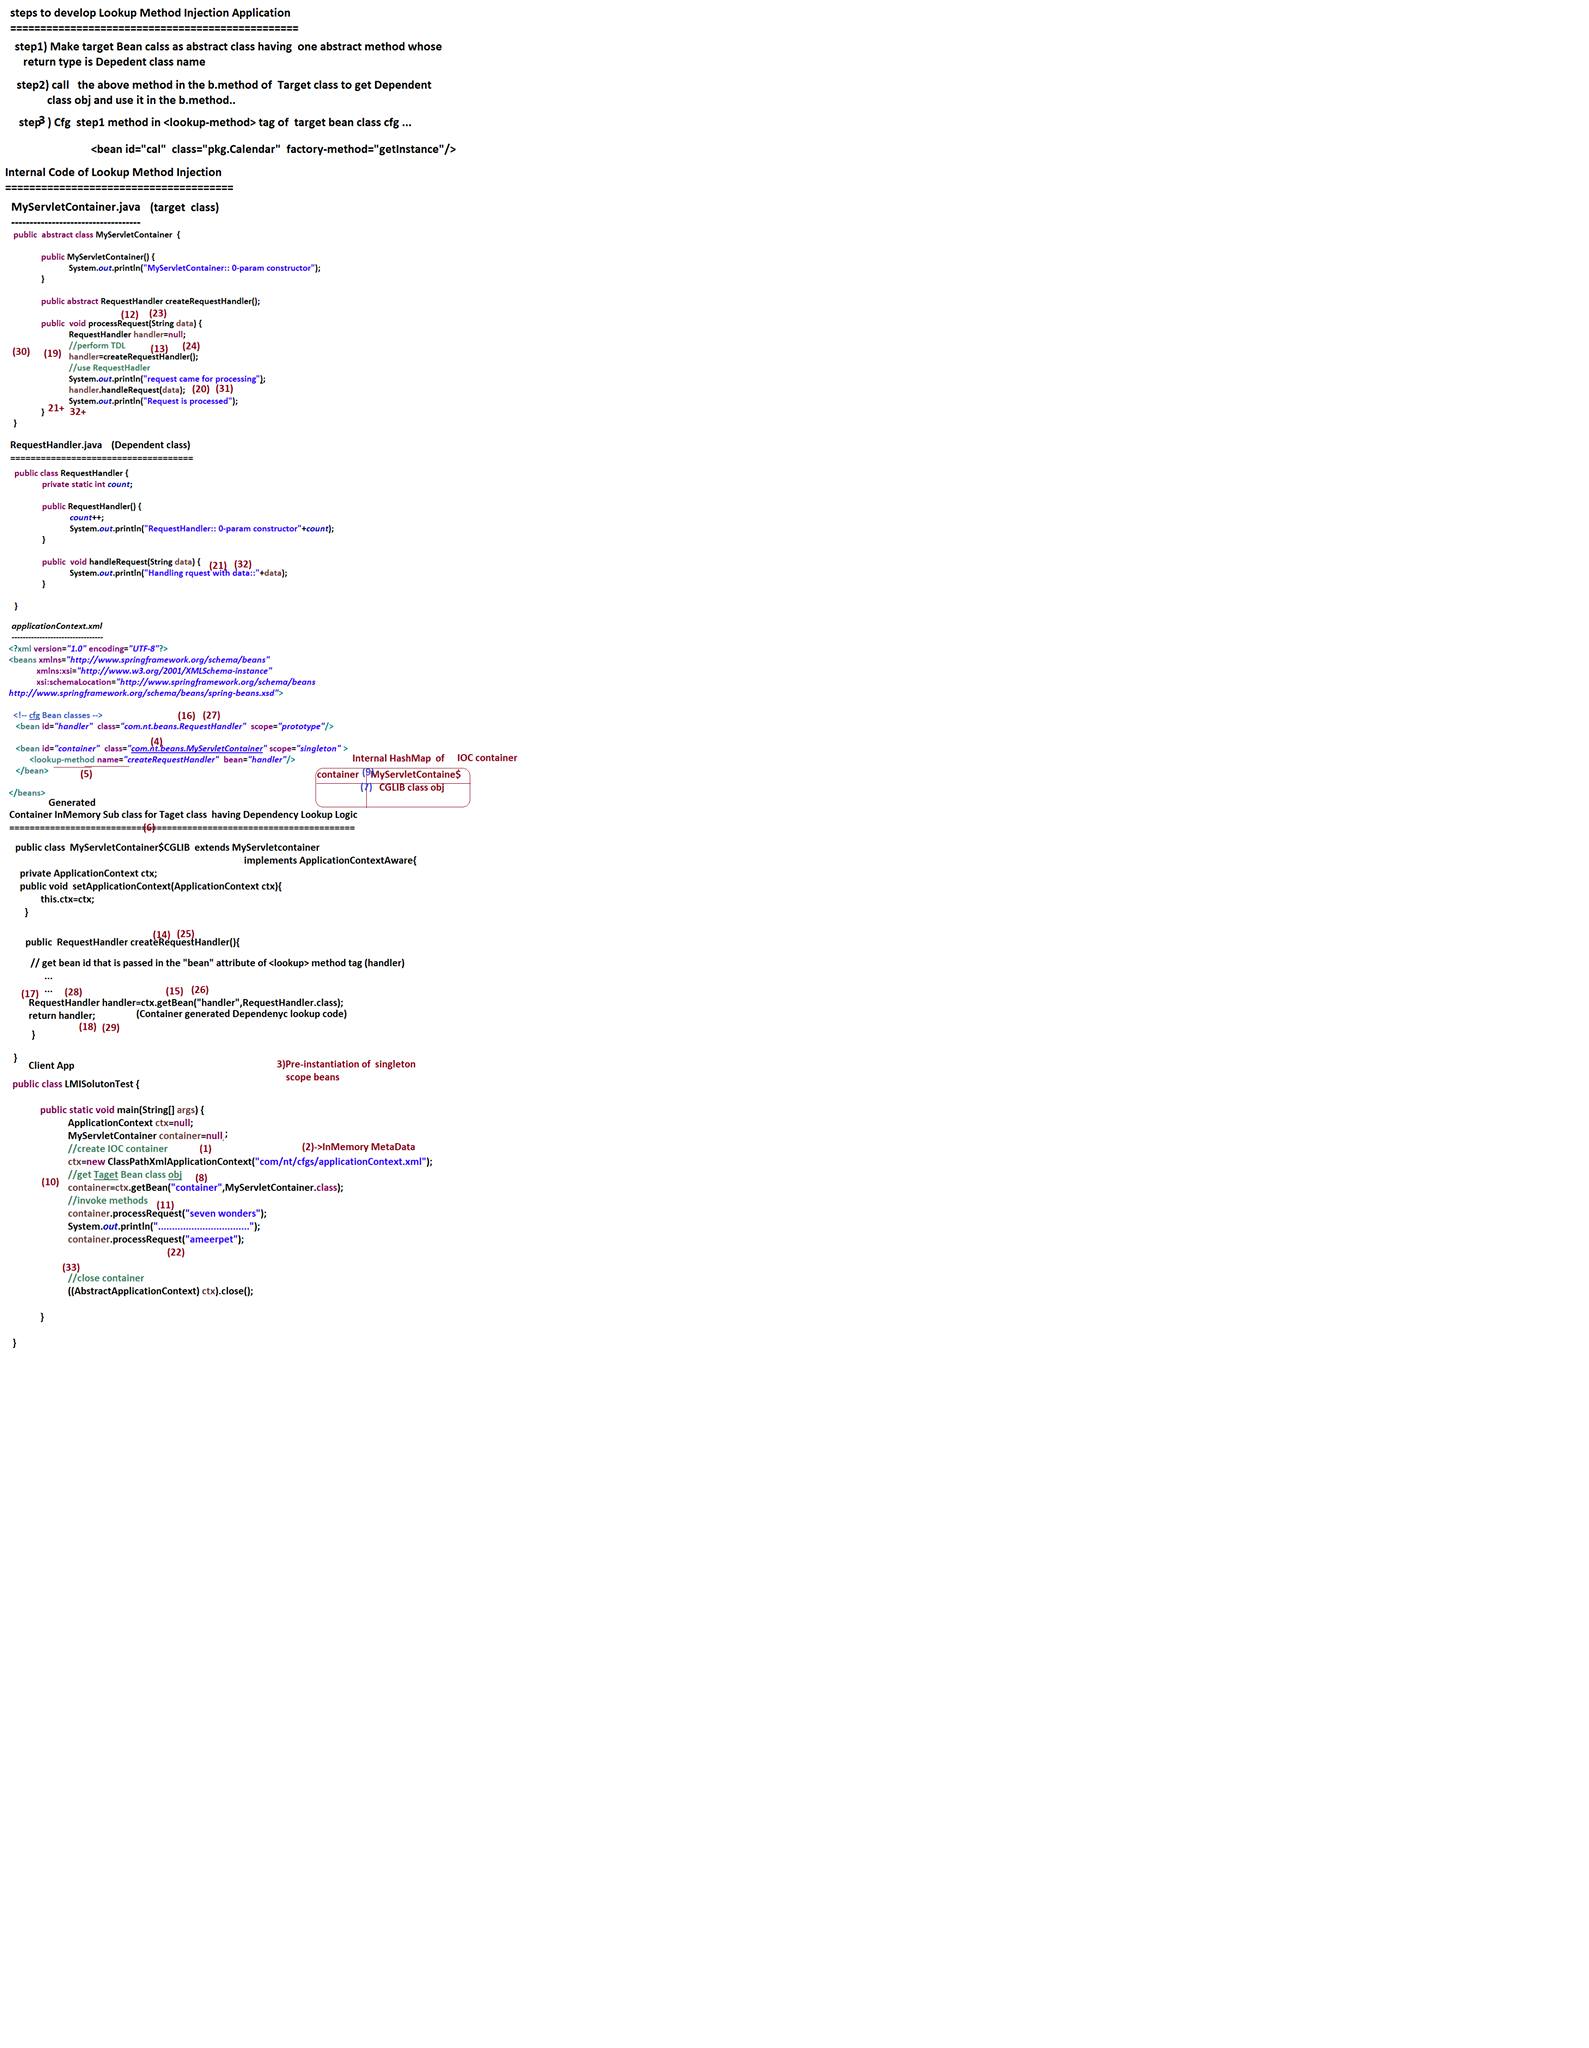 steps to develop Lookup Method Injection Application
================================================
step1) Make target Bean calss as abstract class having one abstract method whose
return type is Depedent class name
step2) call the above method in the b.method of Target class to get Dependent
class obj and use it in the b.method..
step3 ) Cfg step1 method in <lookup-method> tag of target bean class cfg ...
<bean id="cal" class="pkg.Calendar" factory-method="getInstance"/>
Internal Code of Lookup Method Injection
======================================
MyServletContainer.java (target class)
-----------------------------------
public abstract class MyServletContainer {
public MyServletContainer() {
System.out.println("MyServletContainer:: 0-param constructor");
}
public abstract RequestHandler createRequestHandler();
(12) (23)
public void processRequest(String data) {
RequestHandler handler=null;
//perform TDL (13) (24)
(30) (19) handler=createRequestHandler();
//use RequestHadler
System.out.println("request came for processing");
handler.handleRequest(data); (20) (31)
System.out.println("Request is processed");
} 21+ 32+
}
RequestHandler.java (Dependent class)
====================================
public class RequestHandler {
private static int count;
public RequestHandler() {
count++;
System.out.println("RequestHandler:: 0-param constructor"+count);
}
public void handleRequest(String data) { (21) (32)
System.out.println("Handling rquest with data::"+data);
}
}
applicationContext.xml
--------------------------------
<?xml version="1.0" encoding="UTF-8"?>
<beans xmlns="http://www.springframework.org/schema/beans"
xmlns:xsi="http://www.w3.org/2001/XMLSchema-instance"
xsi:schemaLocation="http://www.springframework.org/schema/beans
http://www.springframework.org/schema/beans/spring-beans.xsd">
<!-- cfg Bean classes --> (16) (27)
<bean id="handler" class="com.nt.beans.RequestHandler" scope="prototype"/>
(4)
<bean id="container" class="com.nt.beans.MyServletContainer" scope="singleton" >
<lookup-method name="createRequestHandler" bean="handler"/>
</bean>
(5)
</beans>
Internal HashMap of IOC container
container (9) MyServletContaine$
(7) CGLIB class obj
Generated
Container InMemory Sub class for Taget class having Dependency Lookup Logic
===================================================================
(6)
public class MyServletContainer$CGLIB extends MyServletcontainer
implements ApplicationContextAware{
private ApplicationContext ctx;
public void setApplicationContext(ApplicationContext ctx){
this.ctx=ctx;
}
(14) (25)
public RequestHandler createRequestHandler(){
// get bean id that is passed in the "bean" attribute of <lookup> method tag (handler)
...
...
(17) (28) (15) (26)
RequestHandler handler=ctx.getBean("handler",RequestHandler.class);
return handler; (Container generated Dependenyc lookup code)
(18) (29)
}
}
Client App
3)Pre-instantiation of singleton
scope beans
public class LMISolutonTest {
public static void main(String[] args) {
ApplicationContext ctx=null;
MyServletContainer container=null;
//create IOC container (1) (2)->InMemory MetaData
ctx=new ClassPathXmlApplicationContext("com/nt/cfgs/applicationContext.xml");
//get Taget Bean class obj (8)
(10) container=ctx.getBean("container",MyServletContainer.class);
//invoke methods (11)
container.processRequest("seven wonders");
System.out.println(".................................");
container.processRequest("ameerpet");
(22)
(33)
//close container
((AbstractApplicationContext) ctx).close();
}
}